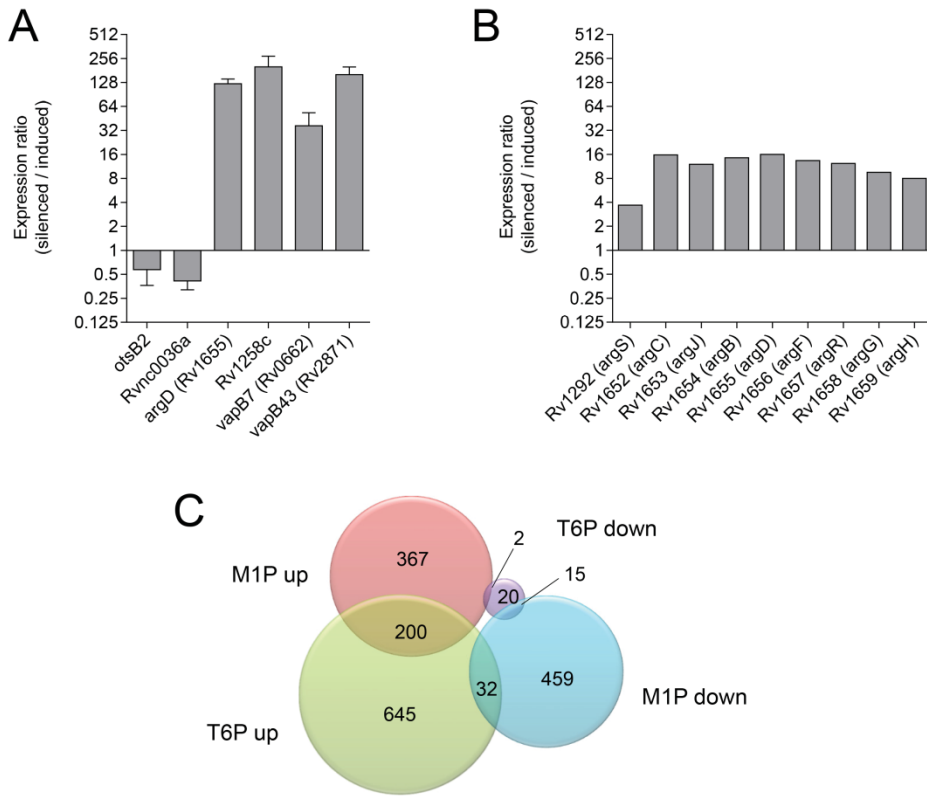 A
Expression ratio
(silenced / induced)
512
256
128
64
32
16
8
4
2
1
0.5
0.25
0.125
otsB2
Rvnc0036a
argD (Rv1655)
Rv1258c
vapB7 (Rv0662)
vapB43 (Rv2871)
B
Expression ratio
(silenced / induced)
512
256
128
64
32
16
8
4
2
1
0.5
0.25
0.125
Rv1292 (argS)
Rv1652 (argC)
Rv1653 (argJ)
Rv1654 (argB)
Rv1655 (argD)
Rv1656 (argF)
Rv1657 (argR)
Rv1658 (argG)
Rv1659 (argH)
C
M1P up
367
2
T6P down
15
20
200
T6P up
645
32
459
M1P down